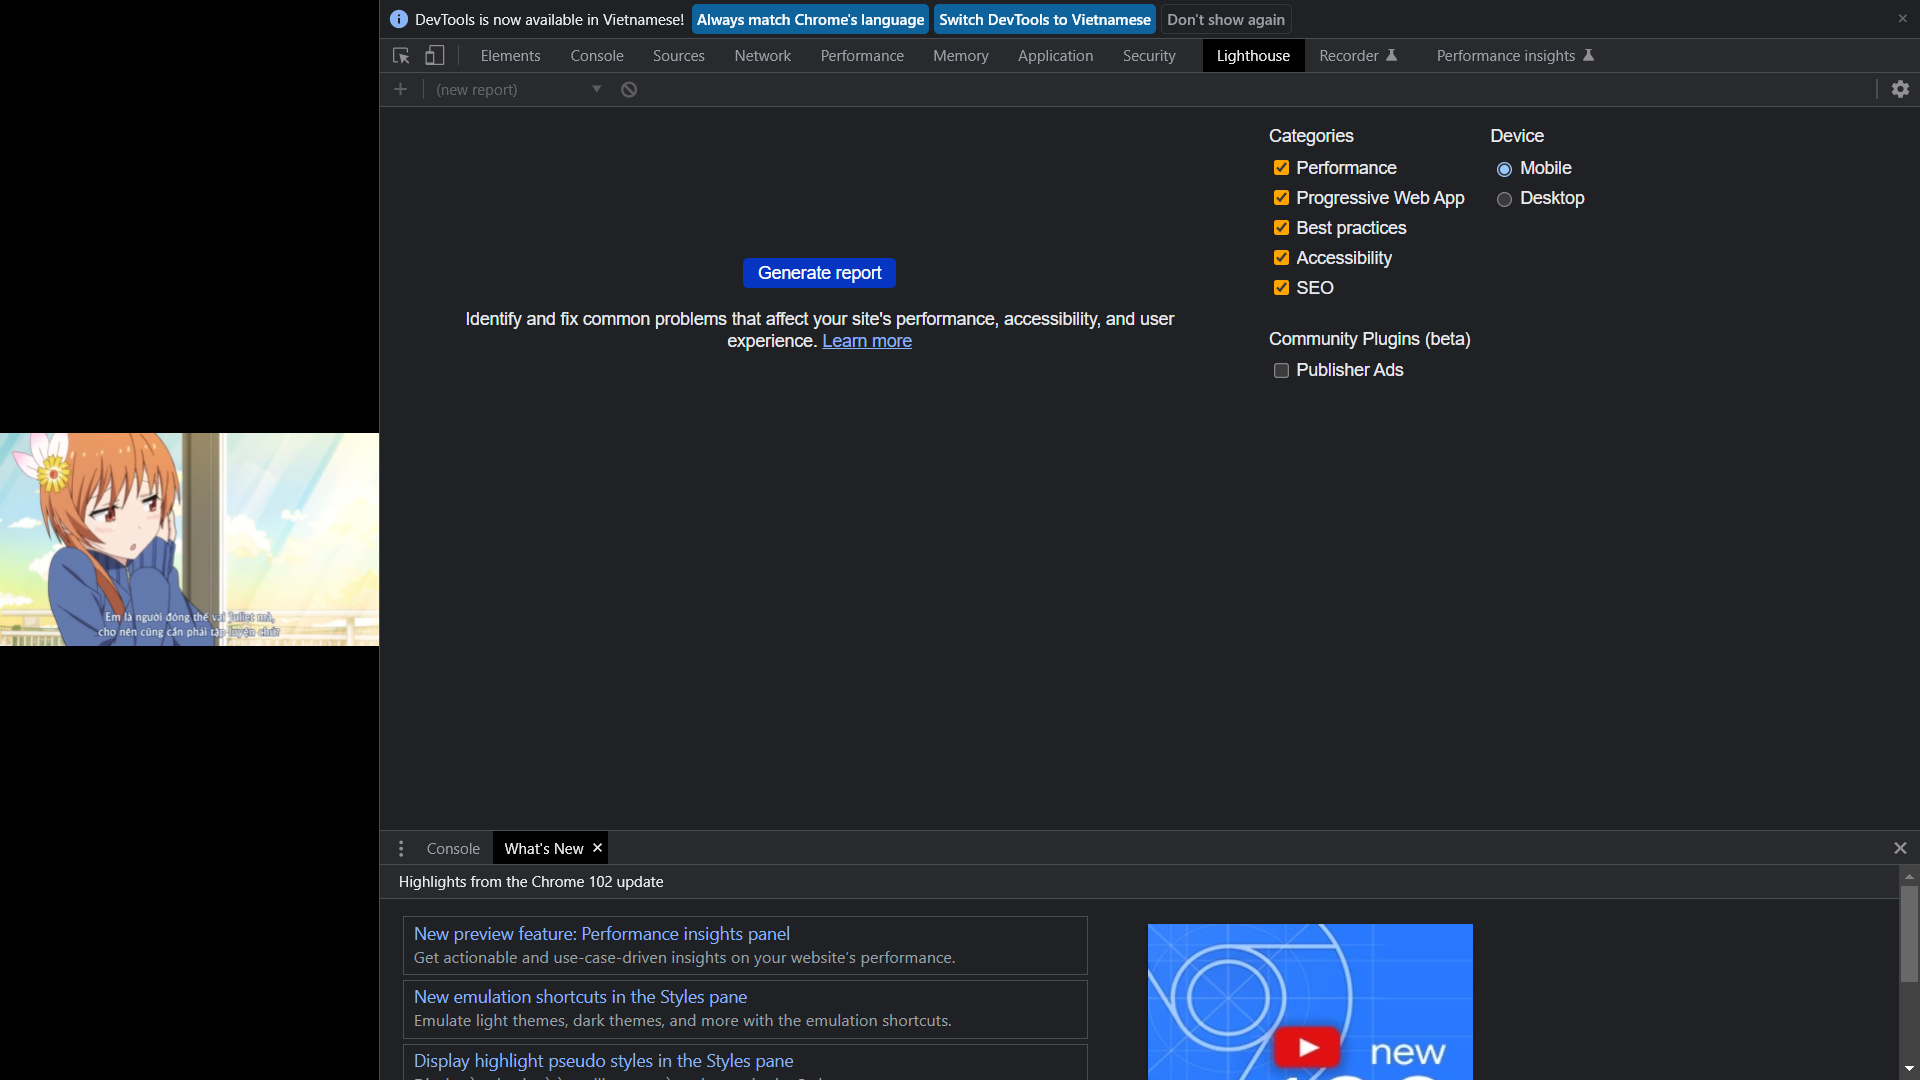 DevTools is now available in Vietnamese! Always match Chrome's language Switch DevTools to Vietnamese Don't show again
Elements Console Sources Network Performance Memory Application Security Lighthouse Recorder Performance insights
(new report)
Categories
Performance
Progressive Web App
Best practices
Accessibility
SEO
Device
Mobile
Desktop
Community Plugins (beta)
Publisher Ads
Generate report
Identify and fix common problems that affect your site's performance, accessibility, and user
experience. Learn more
Em là người đóng thế vai Juliet mà,
cho nên cũng cần phải tập luyện chứ?
Console What's New
Highlights from the Chrome 102 update
New preview feature: Performance insights panel
Get actionable and use-case-driven insights on your website's performance.
New emulation shortcuts in the Styles pane
Emulate light themes, dark themes, and more with the emulation shortcuts.
Display highlight pseudo styles in the Styles pane
new